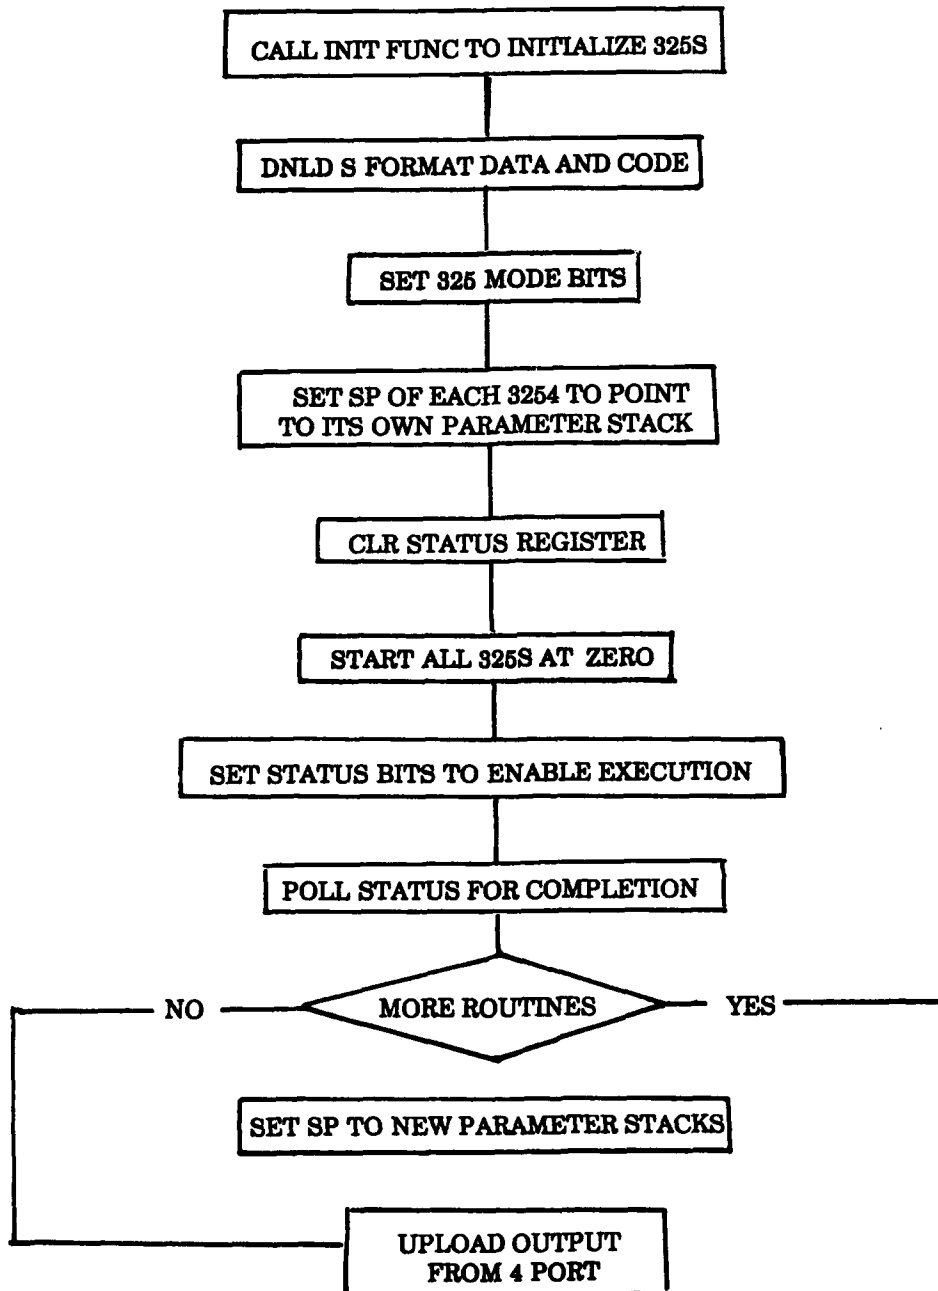 CALL INIT FUNC TO INITIALIZE 325S
DNLD S FORMAT DATA AND CODE
SET 325 MODE BITS
SET SP OF EACH 3254 TO POINT
TO ITS OWN PARAMETER STACK
CLR STATUS REGISTER
START ALL 325S AT ZERO
SET STATUS BITS TO ENABLE EXECUTION
POLL STATUS FOR COMPLETION
NO
MORE ROUTINES
YES
SET SP TO NEW PARAMETER STACKS
UPLOAD OUTPUT
FROM 4 PORT